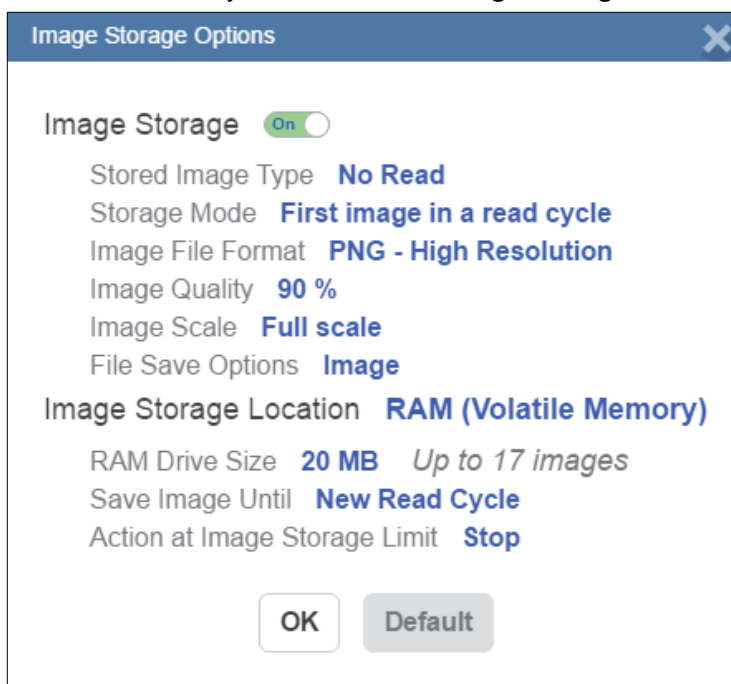 Image Storage Options
Image Storage On
Stored Image Type No Read
Storage Mode First image in a read cycle
Image File Format PNG - High Resolution
Image Quality 90 %
Image Scale Full scale
File Save Options Image
Image Storage Location RAM (Volatile Memory)
RAM Drive Size 20 MB Up to 17 images
Save Image Until New Read Cycle
Action at Image Storage Limit Stop
OK Default